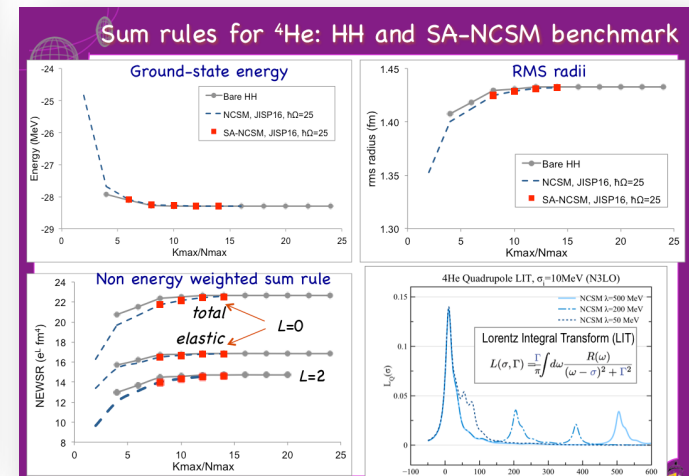 Sum rules for ⁴He: HH and SA-NCSM benchmark
Ground-state energy
-24
-25
-26
-27
-28
-29
Energy (MeV)
Bare HH
NCSM, JISP16, ħΩ=25
SA-NCSM, JISP16, ħΩ=25
0 5 10 15 20 25
Kmax/Nmax
RMS radii
1.45
1.40
1.35
1.30
rms radius (fm)
Bare HH
NCSM, JISP16, ħΩ=25
SA-NCSM, JISP16, ħΩ=25
0 5 10 15 20 25
Kmax/Nmax
Non energy weighted sum rule
24
22
20
18
16
14
12
10
8
NEWSR (e² fm⁴)
total
elastic
L=0
L=2
0 5 10 15 20 25
Kmax/Nmax
4He Quadrupole LIT, σᵢ=10MeV (N3LO)
0.15
0.1
0.05
0
NCSM λ=500 MeV
NCSM λ=200 MeV
NCSM λ=50 MeV
Lorentz Integral Transform (LIT)
L(σ,Γ) = Γ/π ∫ dω R(ω)/((ω − σ)² + Γ²)
-100 0 100 200 300 400 500 600